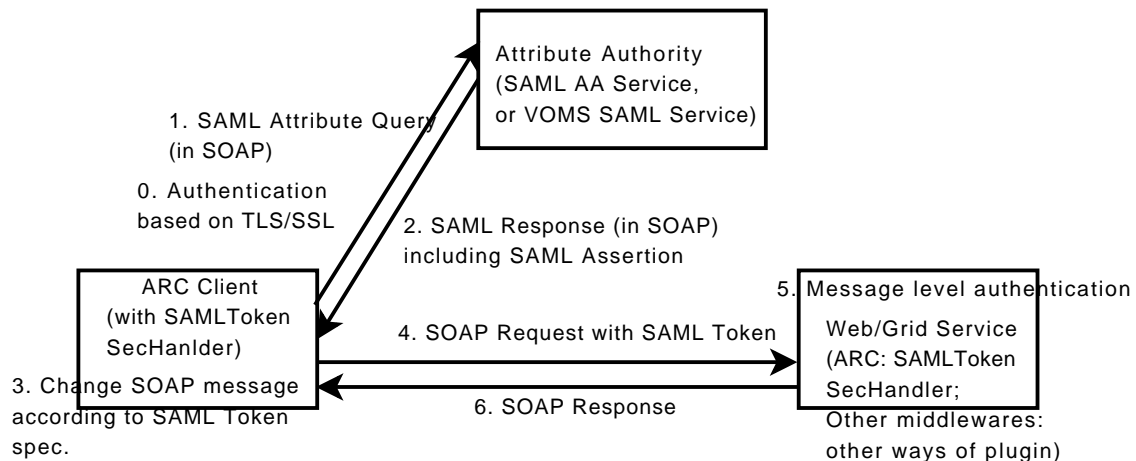 Attribute Authority
(SAML AA Service,
or VOMS SAML Service)
1. SAML Attribute Query
(in SOAP)
0. Authentication
based on TLS/SSL
2. SAML Response (in SOAP)
including SAML Assertion
ARC Client
(with SAMLToken
SecHanlder)
3. Change SOAP message
according to SAML Token
spec.
4. SOAP Request with SAML Token
6. SOAP Response
5. Message level authentication
Web/Grid Service
(ARC: SAMLToken
SecHandler;
Other middlewares:
other ways of plugin)